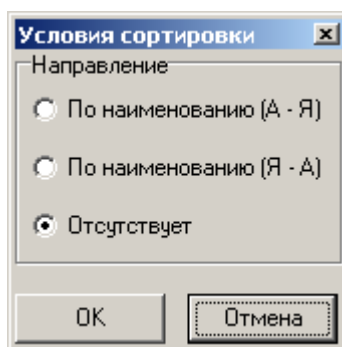 Условия сортировки
Направление
По наименованию (А - Я)
По наименованию (Я - А)
Отсутствует
OK
Отмена